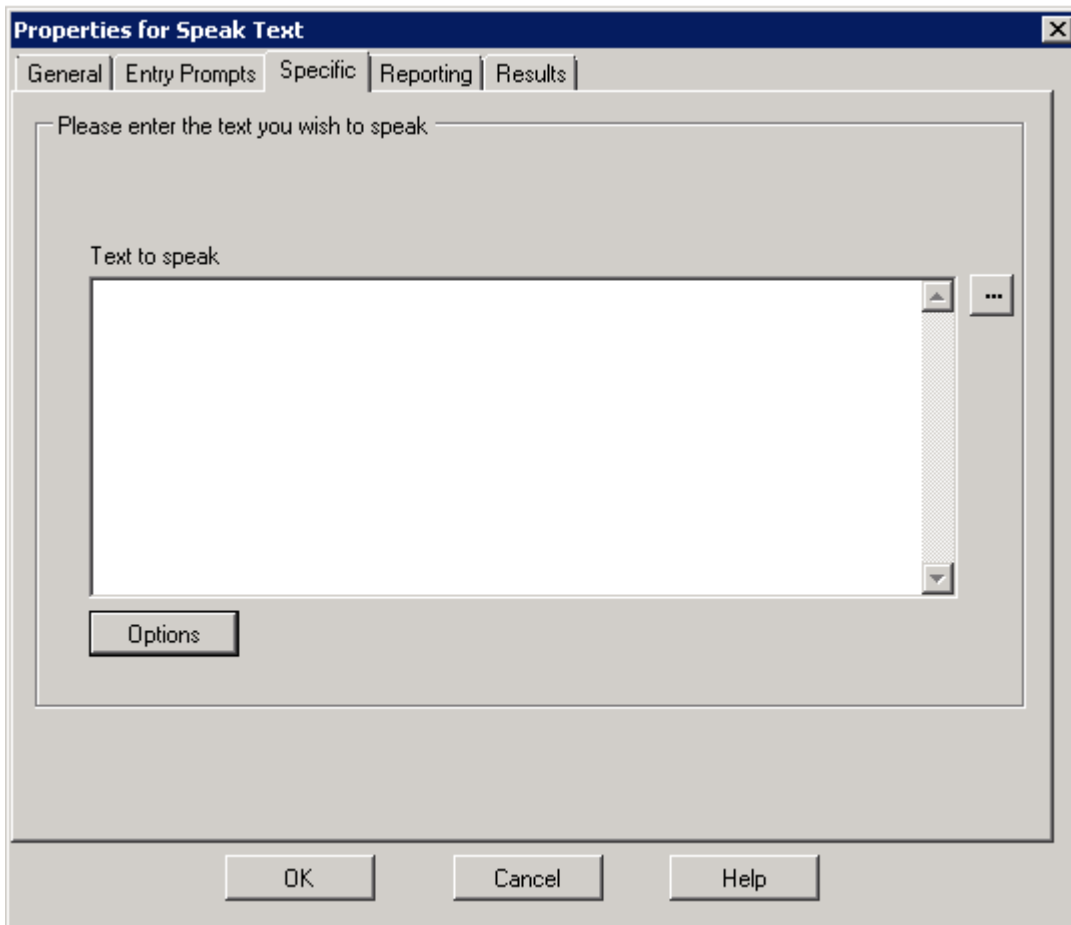 Properties for Speak Text
General Entry Prompts Specific Reporting Results
Please enter the text you wish to speak
Text to speak
...
Options
OK Cancel Help